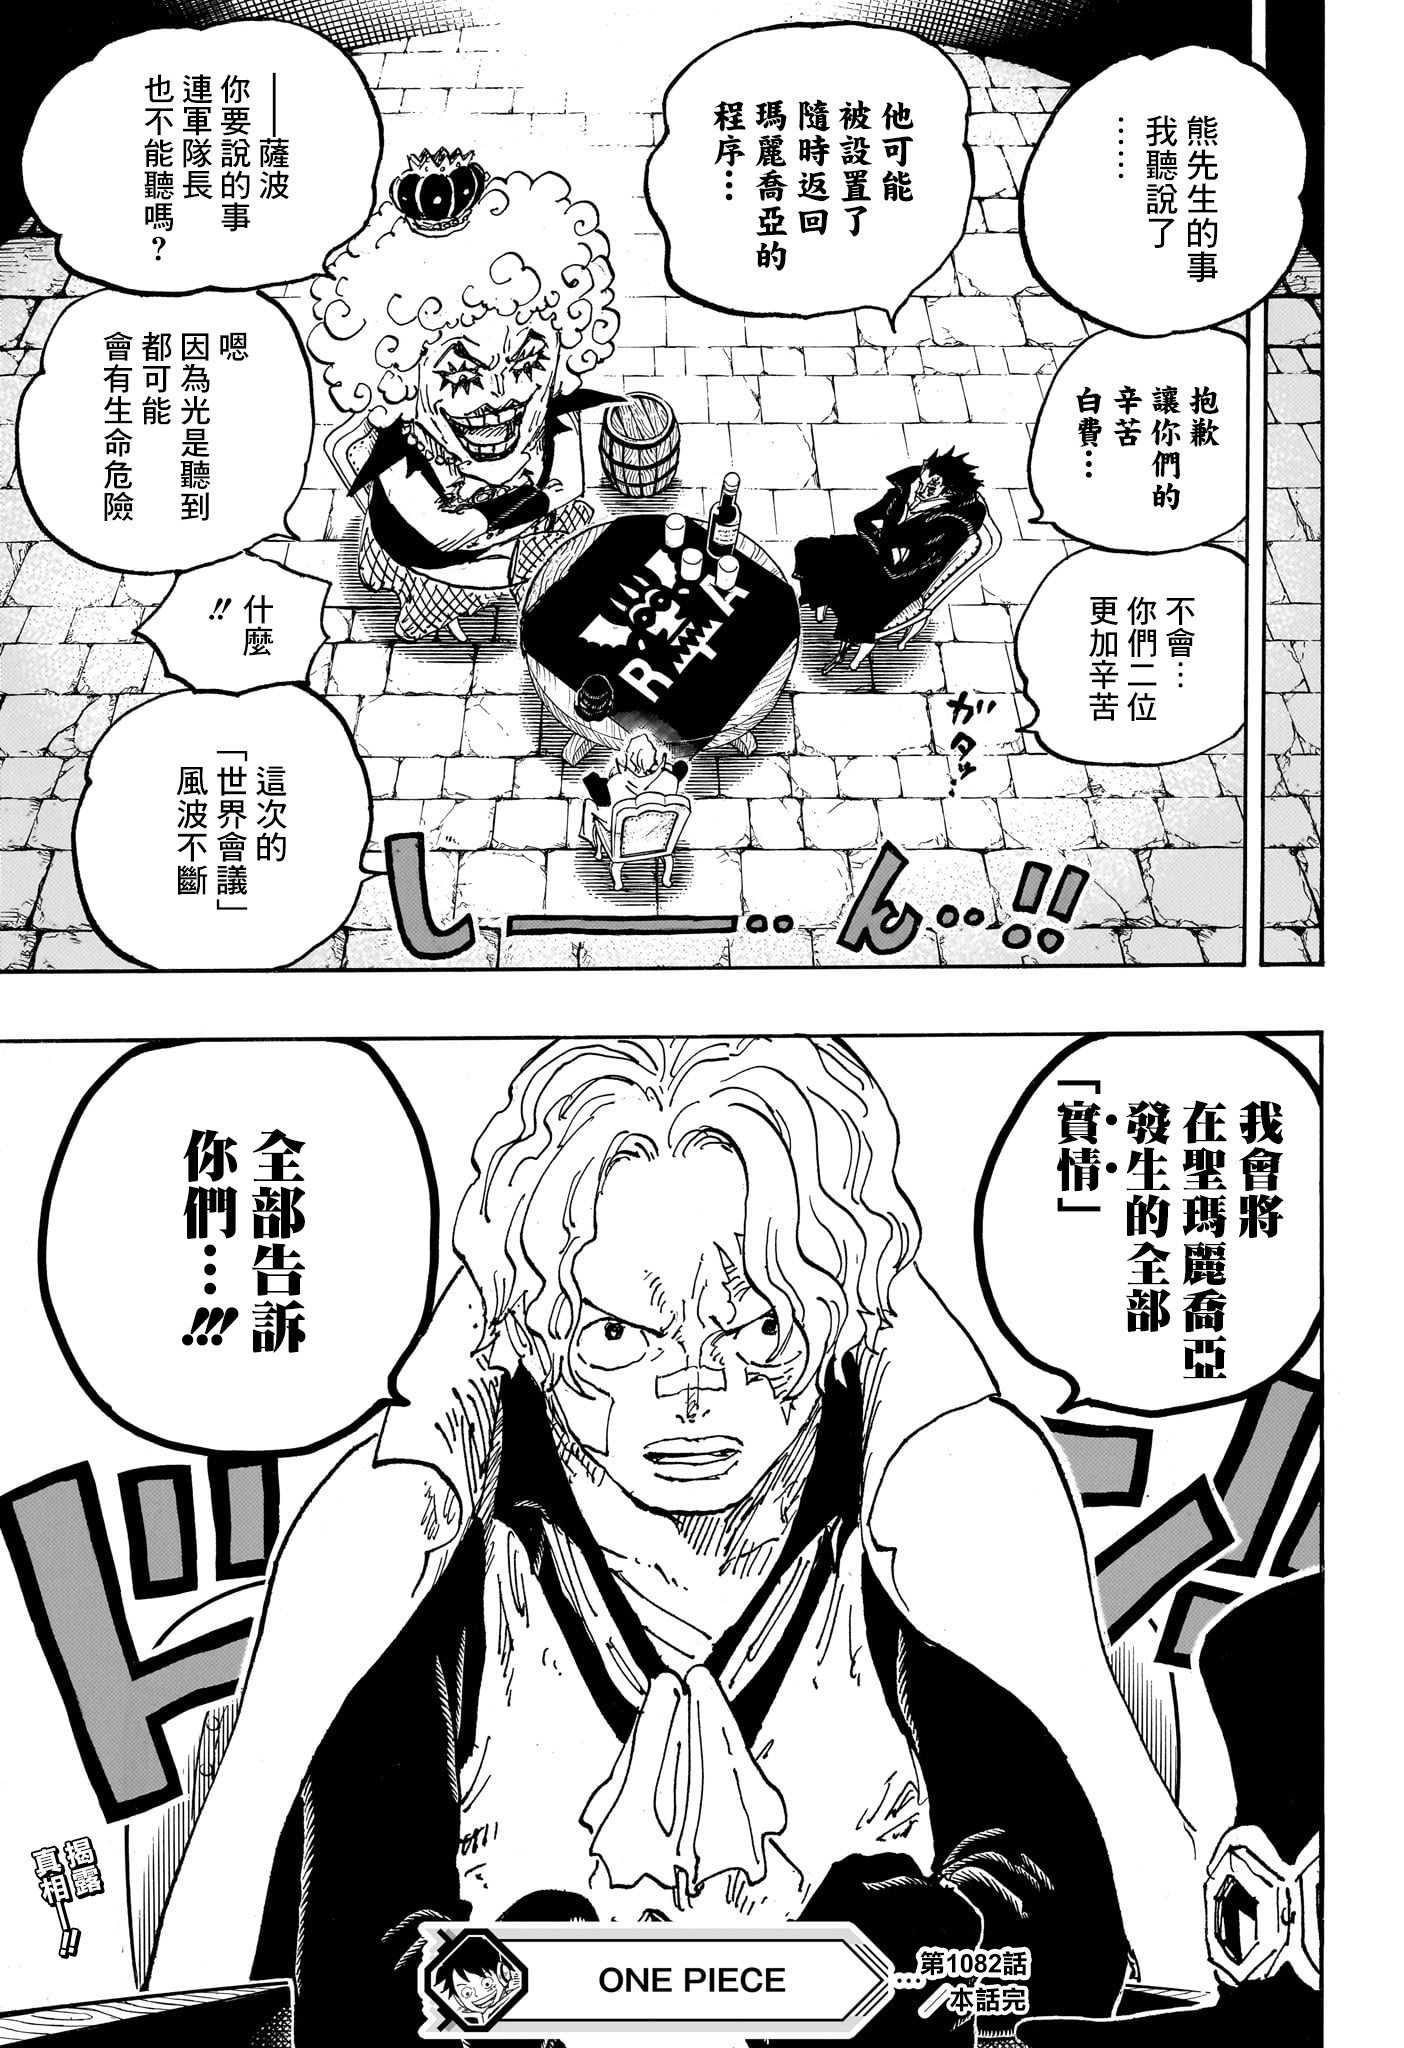 熊先生的事
我聽說了
……
他可能
被設置了
隨時返回
瑪麗喬亞的
程序…
抱歉
讓你們的
辛苦
白費…
不會…
你們二位
更加辛苦
——薩波
你要說的事
連軍隊長
也不能聽嗎？
嗯
因為光是聽到
都可能
會有生命危險
什麼
!!
這次的
「世界會議」
風波不斷
ガタッ
R A
しーん…!!
我會將
在聖瑪麗喬亞
發生的全部
「實情」
全部告訴
你們…!!!
ドン!!
揭露
真相—!!
ONE PIECE
……第1082話
／本話完